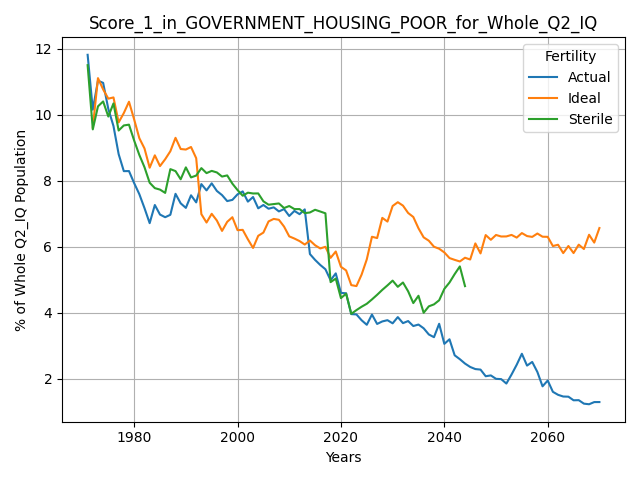 Score_1_in_GOVERNMENT_HOUSING_POOR_for_Whole_Q2_IQ
% of Whole Q2_IQ Population
12
10
8
6
4
2
Fertility
Actual
Ideal
Sterile
1980
2000
2020
2040
2060
Years